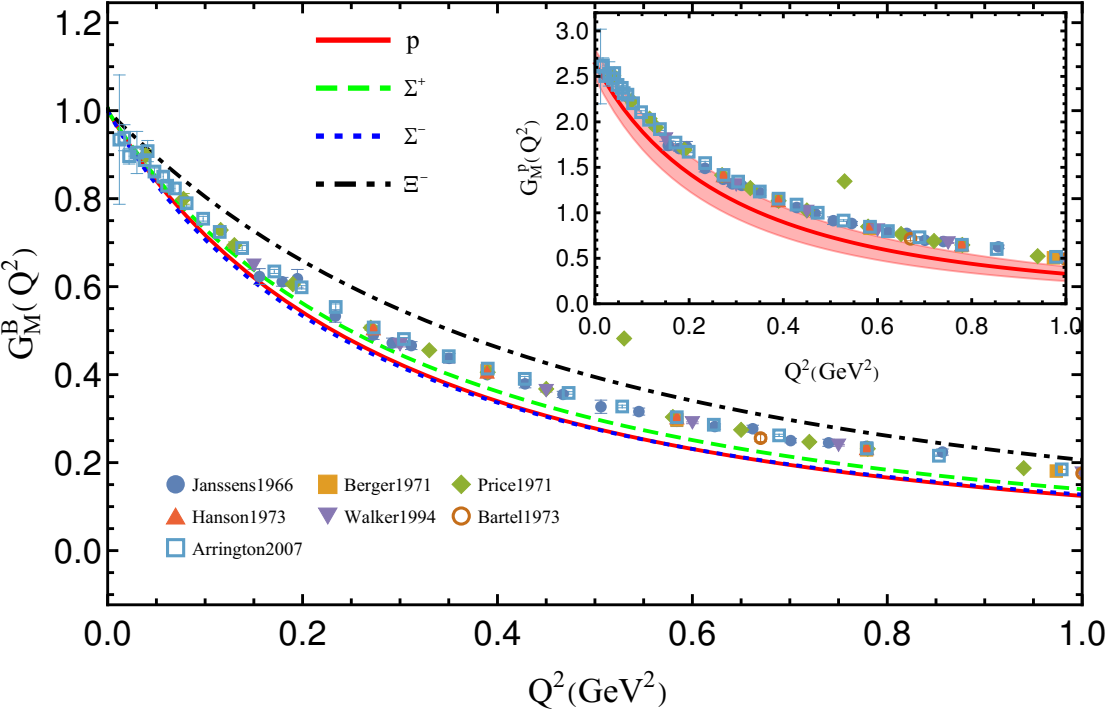 G_M^B(Q²)
1.2
1.0
0.8
0.6
0.4
0.2
0.0
p
Σ⁺
Σ⁻
Ξ⁻
G_M^p(Q²)
3.0
2.5
2.0
1.5
1.0
0.5
0.0
0.0 0.2 0.4 0.6 0.8 1.0
Q²(GeV²)
Janssens1966 Berger1971 Price1971
Hanson1973 Walker1994 Bartel1973
Arrington2007
0.0 0.2 0.4 0.6 0.8 1.0
Q²(GeV²)